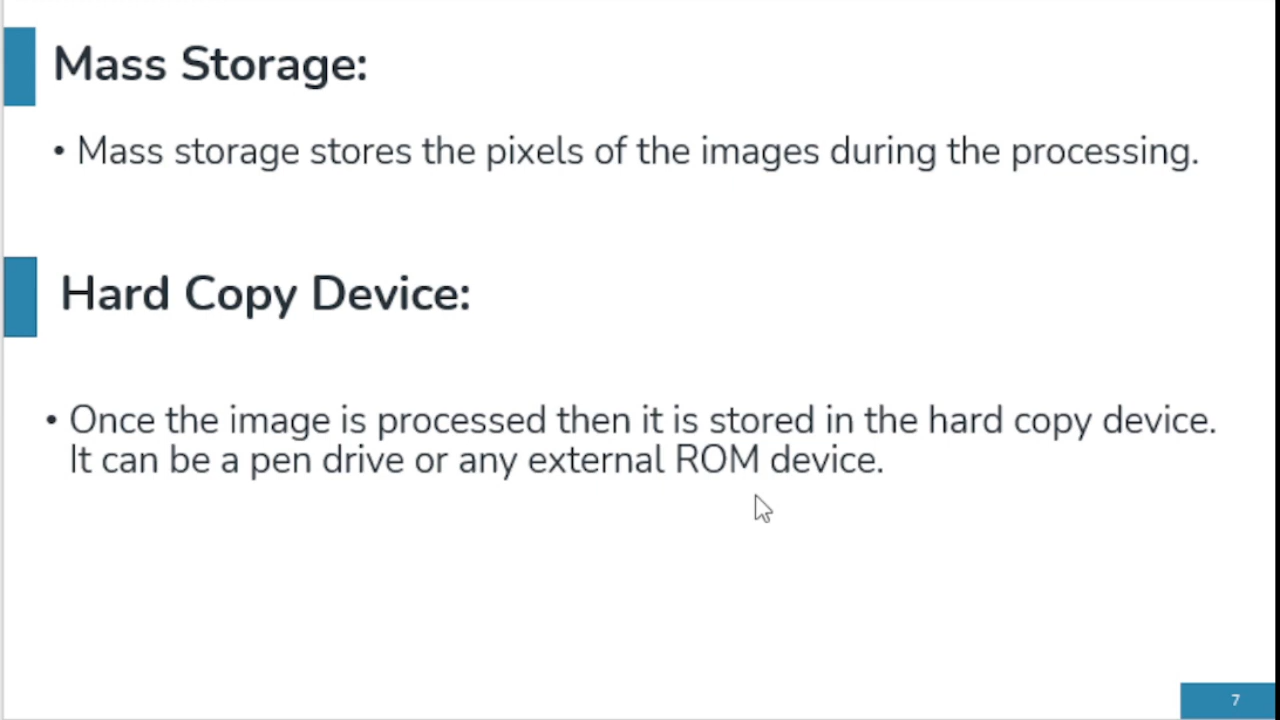 Mass Storage:
• Mass storage stores the pixels of the images during the processing.
Hard Copy Device:
• Once the image is processed then it is stored in the hard copy device.
It can be a pen drive or any external ROM device.
7